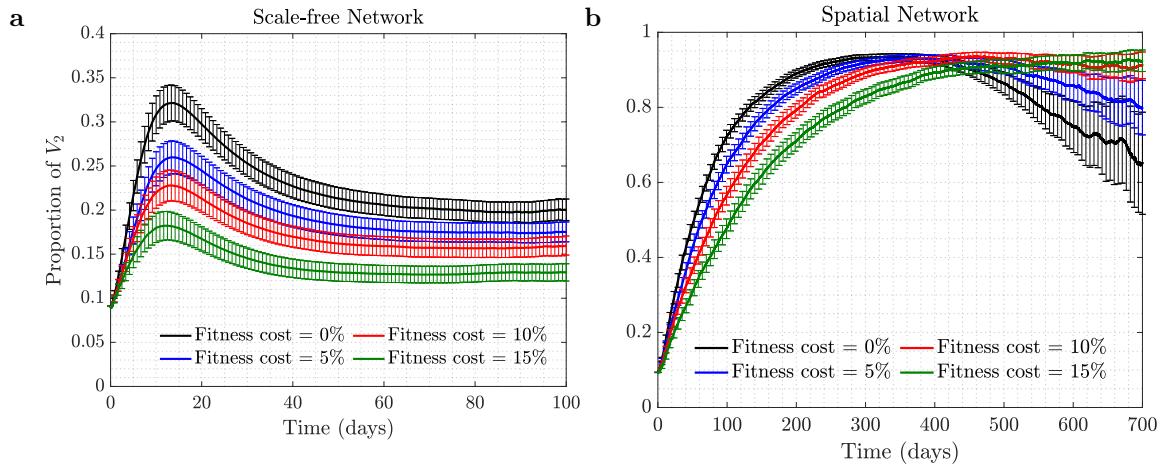 a
Scale-free Network
0.4
0.35
0.3
0.25
0.2
0.15
0.1
0.05
0
Proportion of V₂
Fitness cost = 0%
Fitness cost = 5%
Fitness cost = 10%
Fitness cost = 15%
0 20 40 60 80 100
Time (days)
b
Spatial Network
1
0.8
0.6
0.4
0.2
0
Fitness cost = 0%
Fitness cost = 5%
Fitness cost = 10%
Fitness cost = 15%
0 100 200 300 400 500 600 700
Time (days)